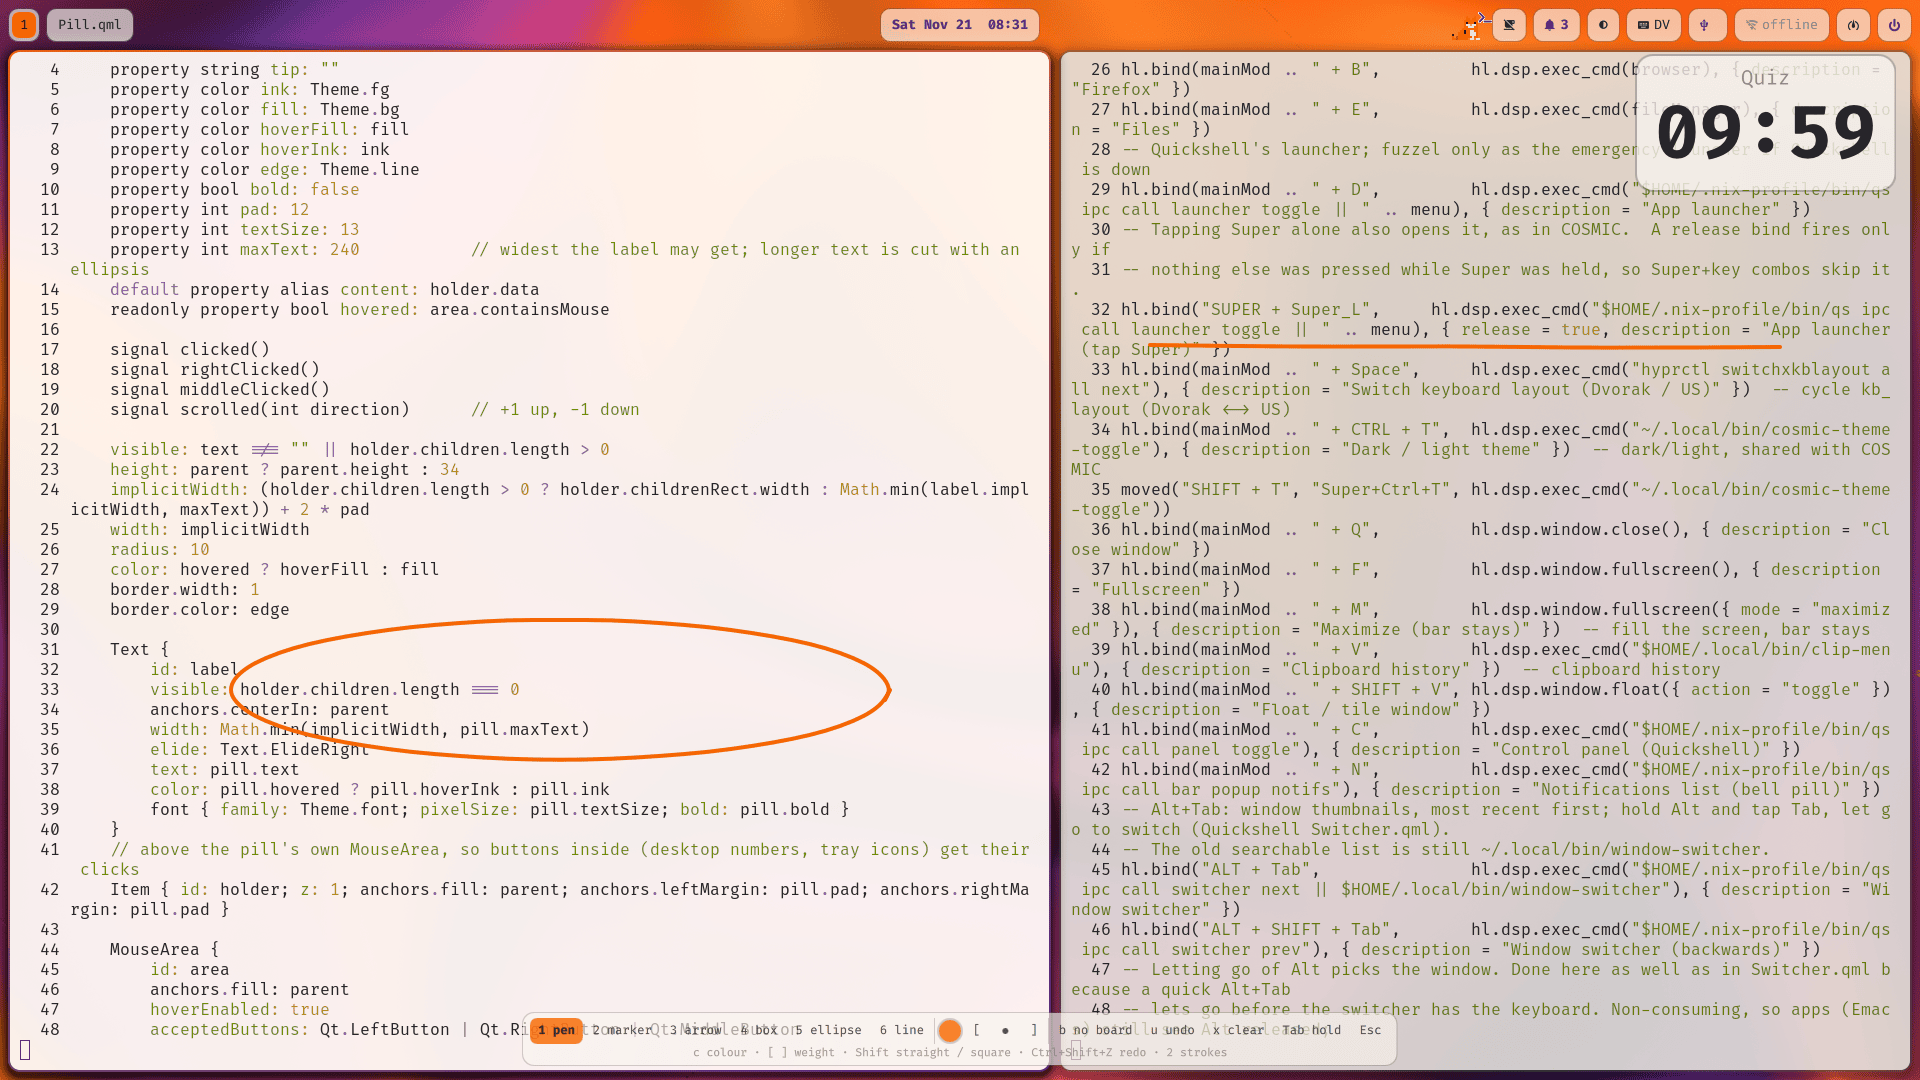 1 Pill.qml Sat Nov 21 08:31 3 DV offline
4 property string tip: ""
5 property color ink: Theme.fg
6 property color fill: Theme.bg
7 property color hoverFill: fill
8 property color hoverInk: ink
9 property color edge: Theme.line
10 property bool bold: false
11 property int pad: 12
12 property int textSize: 13
13 property int maxText: 240 // widest the label may get; longer text is cut with an
ellipsis
14 default property alias content: holder.data
15 readonly property bool hovered: area.containsMouse
16
17 signal clicked()
18 signal rightClicked()
19 signal middleClicked()
20 signal scrolled(int direction) // +1 up, -1 down
21
22 visible: text !== "" || holder.children.length > 0
23 height: parent ? parent.height : 34
24 implicitWidth: (holder.children.length > 0 ? holder.childrenRect.width : Math.min(label.impl
icitWidth, maxText)) + 2 * pad
25 width: implicitWidth
26 radius: 10
27 color: hovered ? hoverFill : fill
28 border.width: 1
29 border.color: edge
30
31 Text {
32 id: label
33 visible: holder.children.length === 0
34 anchors.centerIn: parent
35 width: Math.min(implicitWidth, pill.maxText)
36 elide: Text.ElideRight
37 text: pill.text
38 color: pill.hovered ? pill.hoverInk : pill.ink
39 font { family: Theme.font; pixelSize: pill.textSize; bold: pill.bold }
40 }
41 // above the pill's own MouseArea, so buttons inside (desktop numbers, tray icons) get their
clicks
42 Item { id: holder; z: 1; anchors.fill: parent; anchors.leftMargin: pill.pad; anchors.rightMa
rgin: pill.pad }
43
44 MouseArea {
45 id: area
46 anchors.fill: parent
47 hoverEnabled: true
48 acceptedButtons: Qt.LeftButton | Qt.RightButton | Qt.MiddleButton
26 hl.bind(mainMod .. " + B", hl.dsp.exec_cmd(browser), { description =
"Firefox" })
27 hl.bind(mainMod .. " + E", hl.dsp.exec_cmd(fileManager), { descriptio
n = "Files" })
28 -- Quickshell's launcher; fuzzel only as the emergency launcher if Quickshell
is down
29 hl.bind(mainMod .. " + D", hl.dsp.exec_cmd("$HOME/.nix-profile/bin/qs
ipc call launcher toggle || " .. menu), { description = "App launcher" })
30 -- Tapping Super alone also opens it, as in COSMIC. A release bind fires onl
y if
31 -- nothing else was pressed while Super was held, so Super+key combos skip it
.
32 hl.bind("SUPER + Super_L", hl.dsp.exec_cmd("$HOME/.nix-profile/bin/qs ipc
call launcher toggle || " .. menu), { release = true, description = "App launcher
(tap Super)" })
33 hl.bind(mainMod .. " + Space", hl.dsp.exec_cmd("hyprctl switchxkblayout a
ll next"), { description = "Switch keyboard layout (Dvorak / US)" }) -- cycle kb_
layout (Dvorak <-> US)
34 hl.bind(mainMod .. " + CTRL + T", hl.dsp.exec_cmd("~/.local/bin/cosmic-theme
-toggle"), { description = "Dark / light theme" }) -- dark/light, shared with COS
MIC
35 moved("SHIFT + T", "Super+Ctrl+T", hl.dsp.exec_cmd("~/.local/bin/cosmic-theme
-toggle"))
36 hl.bind(mainMod .. " + Q", hl.dsp.window.close(), { description = "Cl
ose window" })
37 hl.bind(mainMod .. " + F", hl.dsp.window.fullscreen(), { description
= "Fullscreen" })
38 hl.bind(mainMod .. " + M", hl.dsp.window.fullscreen({ mode = "maximiz
ed" }), { description = "Maximize (bar stays)" }) -- fill the screen, bar stays
39 hl.bind(mainMod .. " + V", hl.dsp.exec_cmd("$HOME/.local/bin/clip-men
u"), { description = "Clipboard history" }) -- clipboard history
40 hl.bind(mainMod .. " + SHIFT + V", hl.dsp.window.float({ action = "toggle" })
, { description = "Float / tile window" })
41 hl.bind(mainMod .. " + C", hl.dsp.exec_cmd("$HOME/.nix-profile/bin/qs
ipc call panel toggle"), { description = "Control panel (Quickshell)" })
42 hl.bind(mainMod .. " + N", hl.dsp.exec_cmd("$HOME/.nix-profile/bin/qs
ipc call bar popup notifs"), { description = "Notifications list (bell pill)" })
43 -- Alt+Tab: window thumbnails, most recent first; hold Alt and tap Tab, let g
o to switch (Quickshell Switcher.qml).
44 -- The old searchable list is still ~/.local/bin/window-switcher.
45 hl.bind("ALT + Tab", hl.dsp.exec_cmd("$HOME/.nix-profile/bin/qs
ipc call switcher next || $HOME/.local/bin/window-switcher"), { description = "Wi
ndow switcher" })
46 hl.bind("ALT + SHIFT + Tab", hl.dsp.exec_cmd("$HOME/.nix-profile/bin/qs
ipc call switcher prev"), { description = "Window switcher (backwards)" })
47 -- Letting go of Alt picks the window. Done here as well as in Switcher.qml b
ecause a quick Alt+Tab
48 -- lets go before the switcher has the keyboard. Non-consuming, so apps (Emac
Quiz
09:59
1 pen 2 marker 3 arrow 4 box 5 ellipse 6 line [ ● ] b no board u undo x clear Tab hold Esc
c colour · [ ] weight · Shift straight / square · Ctrl+Shift+Z redo · 2 strokes